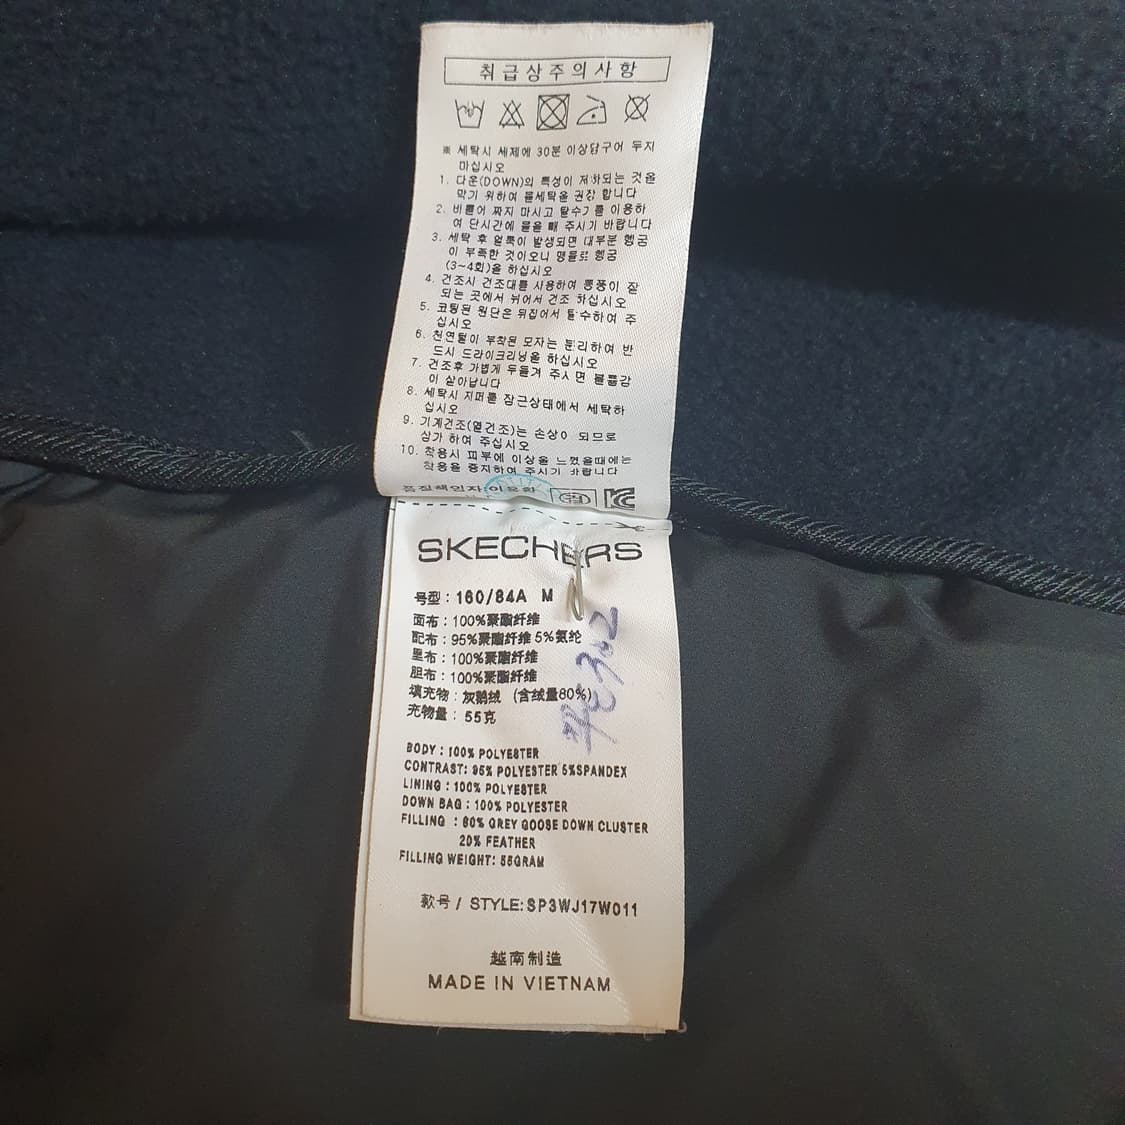 취급상주의사항
※ 세탁시 세제에 30분 이상담구어 두지
마십시오
1. 다운(DOWN)의 특성이 저하되는 것을
막기 위하여 물세탁을 권장 합니다
2. 비틀어 짜지 마시고 탈수기를 이용하
여 단시간에 물을 빼 주시기 바랍니다
3. 세탁 후 얼룩이 발생되면 대부분 헹굼
이 부족한 것이오니 맹물로 헹굼
(3~4회)을 하십시오
4. 건조시 건조대를 사용하여 통풍이 잘
되는 곳에서 뉘어서 건조 하십시오
5. 코팅된 원단은 뒤집어서 탈수하여 주
십시오
6. 천연털이 부착된 모자는 분리하여 반
드시 드라이크리닝을 하십시오
7. 건조후 가볍게 두들겨 주시면 볼륨감
이 살아납니다
8. 세탁시 지퍼를 잠근상태에서 세탁하
십시오
9. 기계건조(열건조)는 손상이 되므로
삼가 하여 주십시오
10. 착용시 피부에 이상을 느꼈을때에는
착용을 중지하여 주시기 바랍니다
품질책임자:
SKECHERS
号型：160/84A M
面布：100%聚酯纤维
配布：95%聚酯纤维 5%氨纶
里布：100%聚酯纤维
胆布：100%聚酯纤维
填充物：灰鹅绒 (含绒量80%)
充物量：55克
BODY : 100% POLYESTER
CONTRAST: 95% POLYESTER 5%SPANDEX
LINING : 100% POLYESTER
DOWN BAG : 100% POLYESTER
FILLING : 80% GREY GOOSE DOWN CLUSTER
20% FEATHER
FILLING WEIGHT: 55GRAM
款号 / STYLE: SP3WJ17W011
越南制造
MADE IN VIETNAM